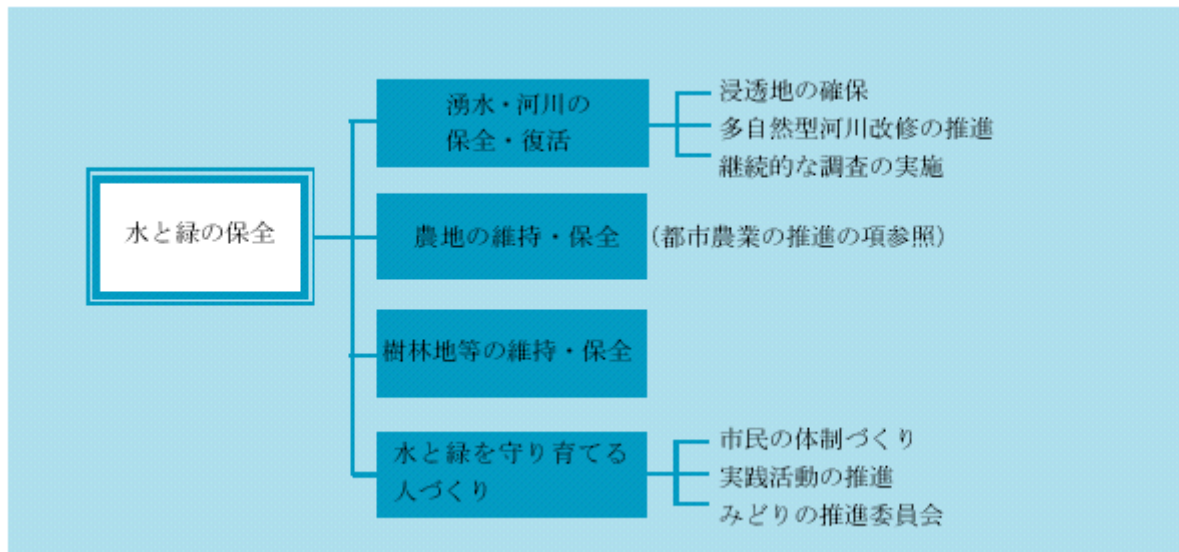 水と緑の保全
湧水・河川の
保全・復活
浸透地の確保
多自然型河川改修の推進
継続的な調査の実施
農地の維持・保全
(都市農業の推進の項参照)
樹林地等の維持・保全
水と緑を守り育てる
人づくり
市民の体制づくり
実践活動の推進
みどりの推進委員会